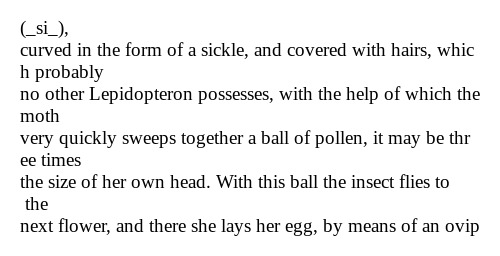 (_si_),
curved in the form of a sickle, and covered with hairs, whic
h probably
no other Lepidopteron possesses, with the help of which the
moth
very quickly sweeps together a ball of pollen, it may be thr
ee times
the size of her own head. With this ball the insect flies to
the
next flower, and there she lays her egg, by means of an ovip